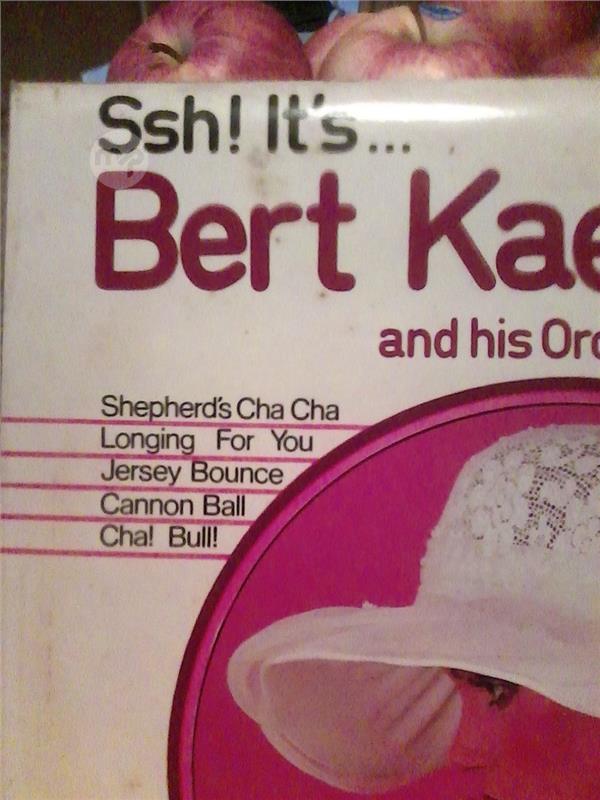 Ssh! It's...
Bert Kae
and his Orc
Shepherd's Cha Cha
Longing For You
Jersey Bounce
Cannon Ball
Cha! Bull!